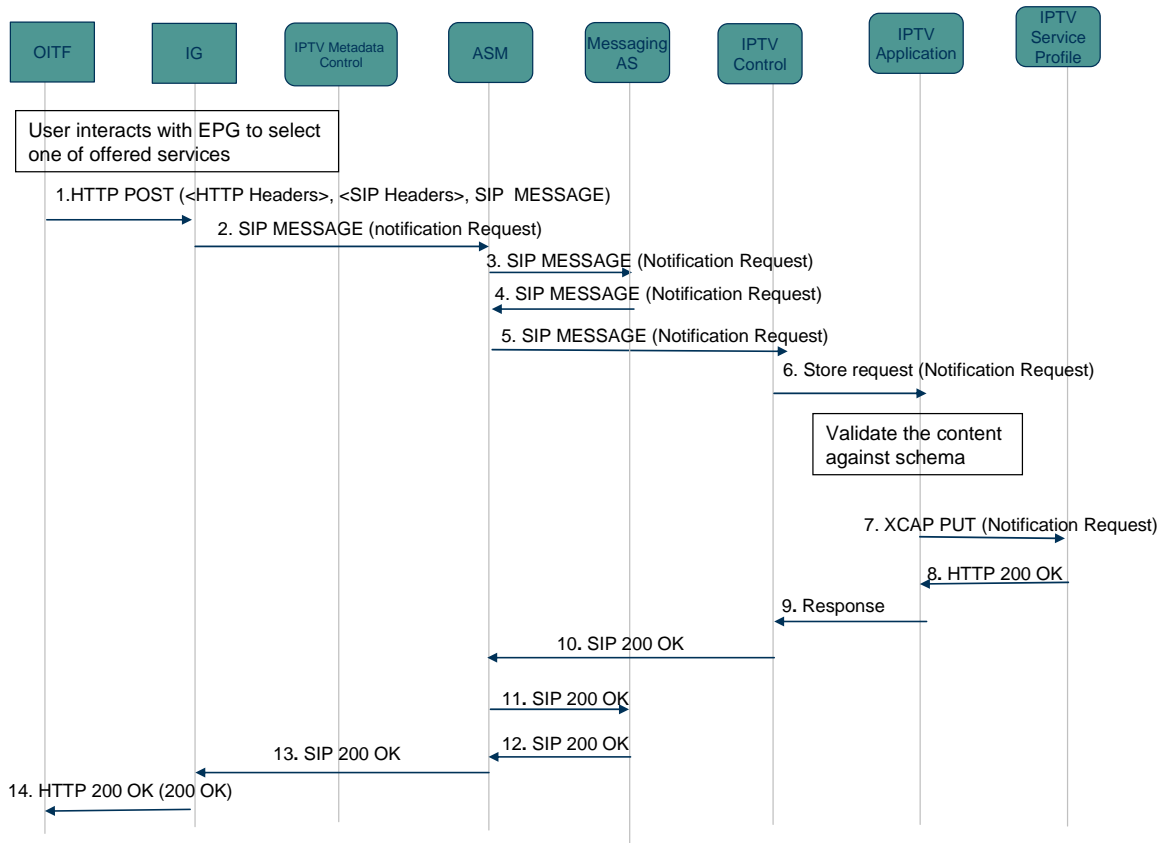 OITF
IG
IPTV Metadata
Control
ASM
Messaging
AS
IPTV
Control
IPTV
Application
IPTV
Service
Profile
User interacts with EPG to select
one of offered services
1.HTTP POST (<HTTP Headers>, <SIP Headers>, SIP MESSAGE)
2. SIP MESSAGE (notification Request)
3. SIP MESSAGE (Notification Request)
4. SIP MESSAGE (Notification Request)
5. SIP MESSAGE (Notification Request)
6. Store request (Notification Request)
Validate the content
against schema
7. XCAP PUT (Notification Request)
8. HTTP 200 OK
9. Response
10. SIP 200 OK
11. SIP 200 OK
12. SIP 200 OK
13. SIP 200 OK
14. HTTP 200 OK (200 OK)